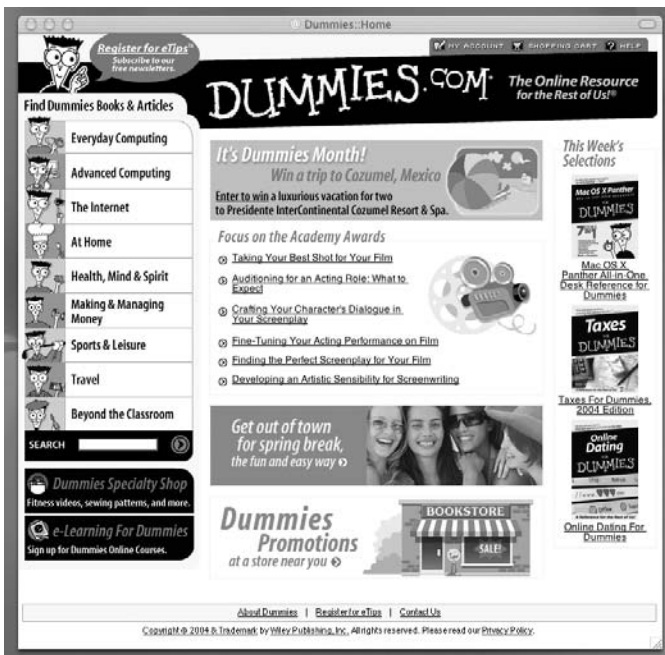 Dummies::Home
Register for eTips
Subscribe to our
free newsletters.
MY ACCOUNT SHOPPING CART HELP
DUMMIES.COM
The Online Resource
for the Rest of Us!®
Find Dummies Books & Articles
Everyday Computing
Advanced Computing
The Internet
At Home
Health, Mind & Spirit
Making & Managing
Money
Sports & Leisure
Travel
Beyond the Classroom
SEARCH
Dummies Specialty Shop
Fitness videos, sewing patterns, and more.
e-Learning For Dummies
Sign up for Dummies Online Courses.
It's Dummies Month!
Win a trip to Cozumel, Mexico
Enter to win a luxurious vacation for two
to Presidente InterContinental Cozumel Resort & Spa.
Focus on the Academy Awards
Taking Your Best Shot for Your Film
Auditioning for an Acting Role: What to
Expect
Crafting Your Character's Dialogue in
Your Screenplay
Fine-Tuning Your Acting Performance on Film
Finding the Perfect Screenplay for Your Film
Developing an Artistic Sensibility for Screenwriting
Get out of town
for spring break,
the fun and easy way
Dummies
Promotions
at a store near you
BOOKSTORE
SALE!
This Week's
Selections
Mac OS X Panther
DUMMIES
Mac OS X
Panther All-in-One
Desk Reference for
Dummies
Taxes
DUMMIES
Taxes For Dummies,
2004 Edition
Online
Dating
DUMMIES
Online Dating For
Dummies
About Dummies | Register for eTips | Contact Us
Copyright © 2004 & Trademark by Wiley Publishing, Inc. All rights reserved. Please read our Privacy Policy.